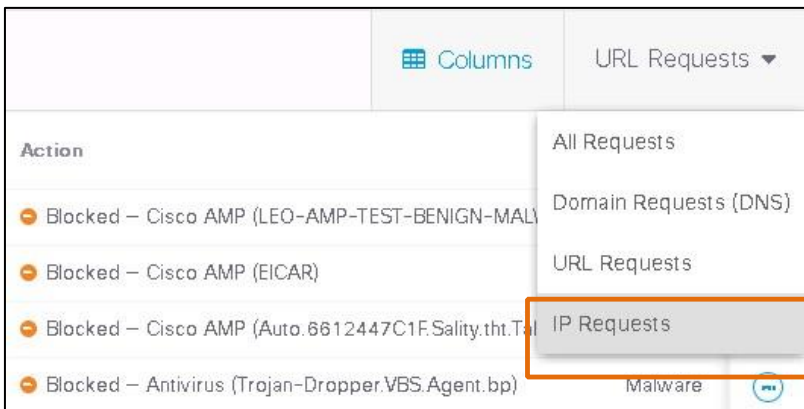 Columns
URL Requests
Action
All Requests
Blocked – Cisco AMP (LEO-AMP-TEST-BENIGN-MAL
Domain Requests (DNS)
Blocked – Cisco AMP (EICAR)
URL Requests
Blocked – Cisco AMP (Auto.6612447C1F.Sality.tht.Tal
IP Requests
Blocked – Antivirus (Trojan-Dropper.VBS.Agent.bp)
Malware